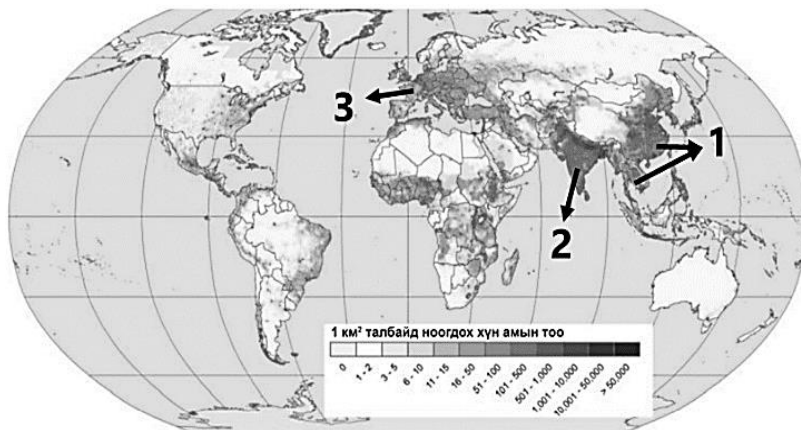 3
1
2
1 км² талбайд ноогдох хүн амын тоо
0
1 - 2
3 - 5
6 - 10
11 - 15
16 - 50
51 - 100
101 - 500
501 - 1,000
1,001 - 10,000
10,001 - 50,000
> 50,000